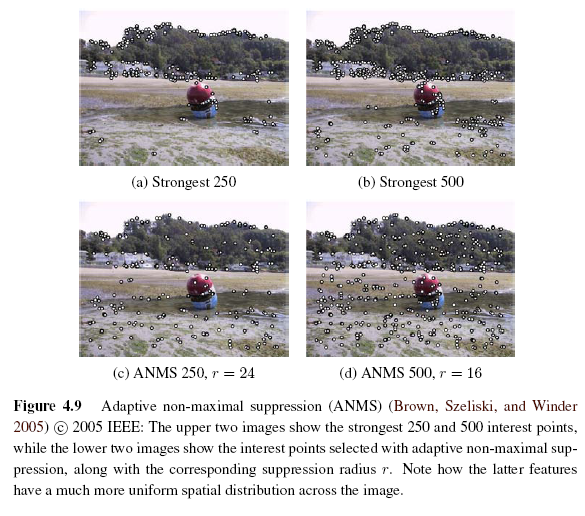 (a) Strongest 250
(b) Strongest 500
(c) ANMS 250, r = 24
(d) ANMS 500, r = 16
Figure 4.9 Adaptive non-maximal suppression (ANMS) (Brown, Szeliski, and Winder
2005) © 2005 IEEE: The upper two images show the strongest 250 and 500 interest points,
while the lower two images show the interest points selected with adaptive non-maximal sup-
pression, along with the corresponding suppression radius r. Note how the latter features
have a much more uniform spatial distribution across the image.